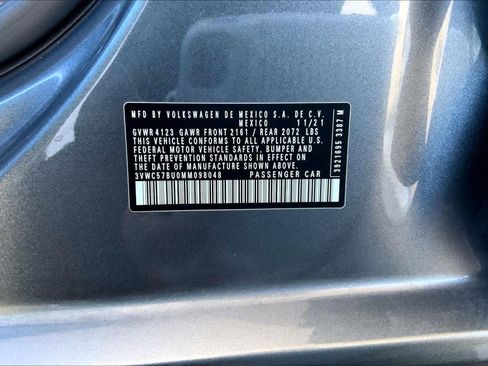 MFD BY VOLKSWAGEN DE MEXICO S.A. DE C.V.
MEXICO 11/21
GVWR 4123 GAWR FRONT 2161 / REAR 2072 LBS
THIS VEHICLE CONFORMS TO ALL APPLICABLE U.S.
FEDERAL MOTOR VEHICLE SAFETY, BUMPER AND
THEFT PREVENTION STANDARDS IN EFFECT ON
THE DATE OF MANUFACTURE SHOWN ABOVE.
3VWC57BU0MM098048 PASSENGER CAR
3921695 3387 M